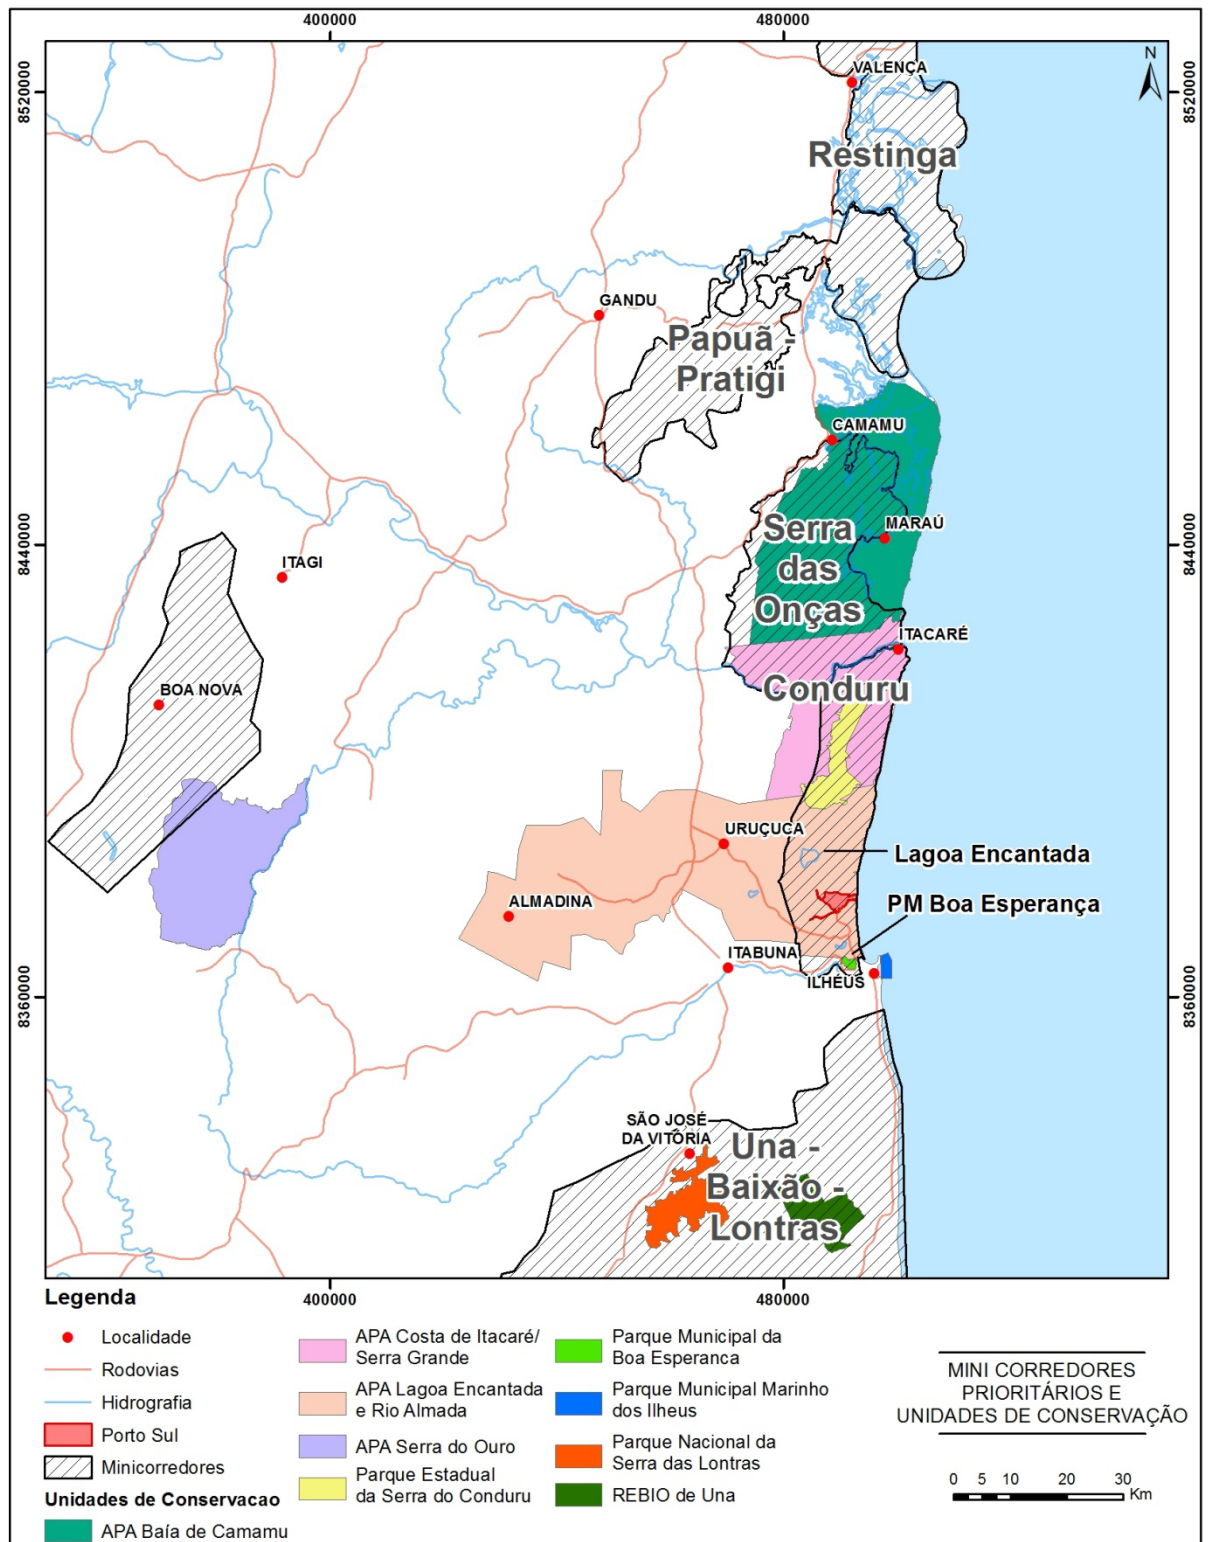 400000
480000
8520000
8520000
N
VALENÇA
Restinga
GANDU
Papuã -
Pratigi
CAMAMU
MARAÚ
Serra
das
Onças
8440000
8440000
ITAGI
ITACARÉ
BOA NOVA
Conduru
URUÇUCA
Lagoa Encantada
ALMADINA
PM Boa Esperança
ITABUNA
ILHÉUS
8360000
8360000
SÃO JOSÉ
DA VITÓRIA
Una -
Baixão -
Lontras
400000
480000
Legenda
Localidade
Rodovias
Hidrografia
Porto Sul
Minicorredores
Unidades de Conservacao
APA Baía de Camamu
APA Costa de Itacaré/
Serra Grande
APA Lagoa Encantada
e Rio Almada
APA Serra do Ouro
Parque Estadual
da Serra do Conduru
Parque Municipal da
Boa Esperanca
Parque Municipal Marinho
dos Ilheus
Parque Nacional da
Serra das Lontras
REBIO de Una
MINI CORREDORES
PRIORITÁRIOS E
UNIDADES DE CONSERVAÇÃO
0 5 10 20 30
Km